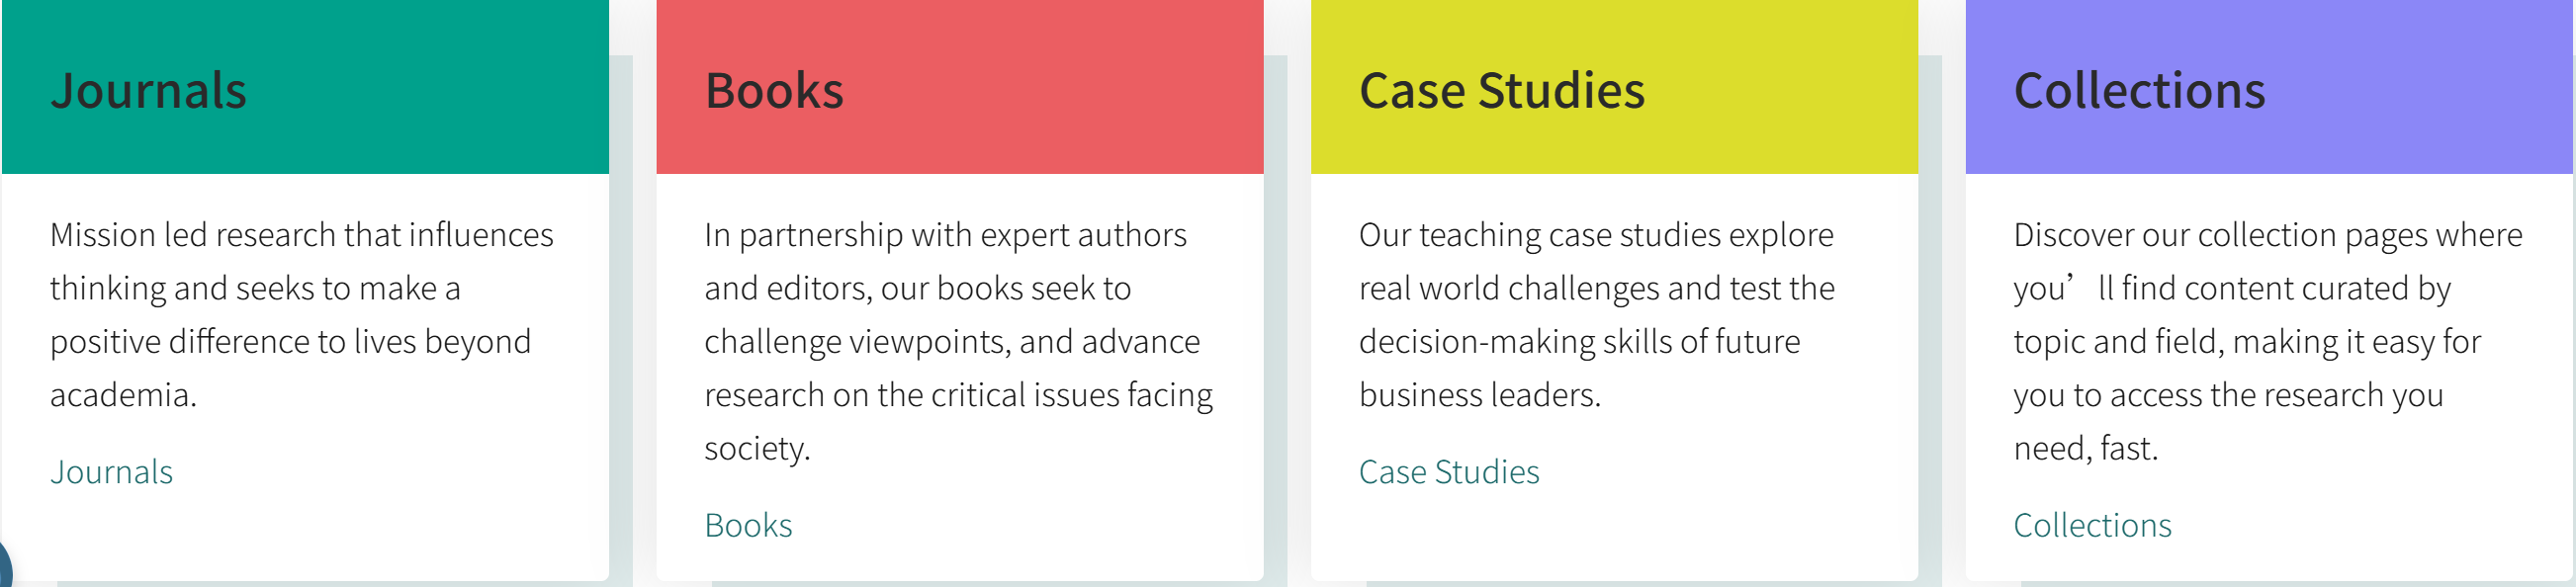 Journals
Mission led research that influences
thinking and seeks to make a
positive difference to lives beyond
academia.
Journals
Books
In partnership with expert authors
and editors, our books seek to
challenge viewpoints, and advance
research on the critical issues facing
society.
Books
Case Studies
Our teaching case studies explore
real world challenges and test the
decision-making skills of future
business leaders.
Case Studies
Collections
Discover our collection pages where
you’ll find content curated by
topic and field, making it easy for
you to access the research you
need, fast.
Collections